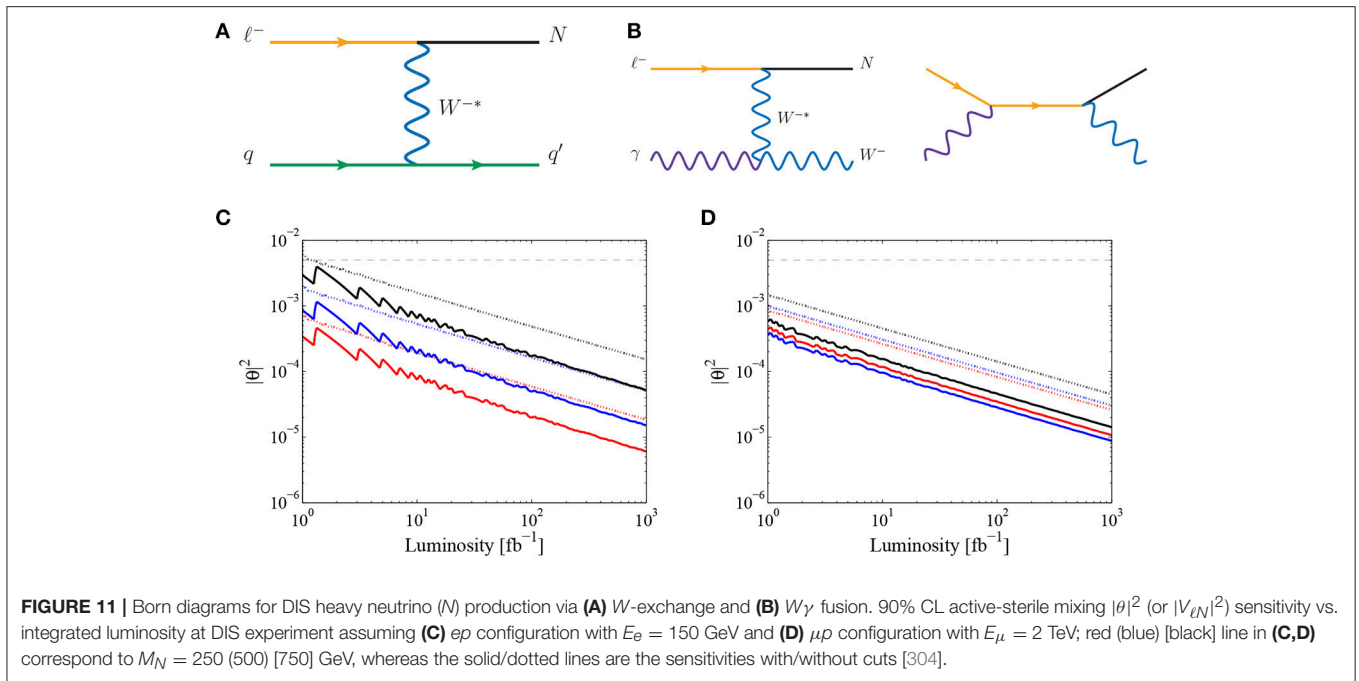 A
ℓ⁻
N
W⁻*
q
q′
B
ℓ⁻
N
W⁻*
γ
W⁻
C
10⁻²
10⁻³
10⁻⁴
10⁻⁵
10⁻⁶
|θ|²
10⁰
10¹
10²
10³
Luminosity [fb⁻¹]
D
10⁻²
10⁻³
10⁻⁴
10⁻⁵
10⁻⁶
|θ|²
10⁰
10¹
10²
10³
Luminosity [fb⁻¹]
FIGURE 11 | Born diagrams for DIS heavy neutrino (N) production via (A) W-exchange and (B) Wγ fusion. 90% CL active-sterile mixing |θ|² (or |V_{ℓN}|²) sensitivity vs.
integrated luminosity at DIS experiment assuming (C) ep configuration with E_e = 150 GeV and (D) μp configuration with E_μ = 2 TeV; red (blue) [black] line in (C,D)
correspond to M_N = 250 (500) [750] GeV, whereas the solid/dotted lines are the sensitivities with/without cuts [304].